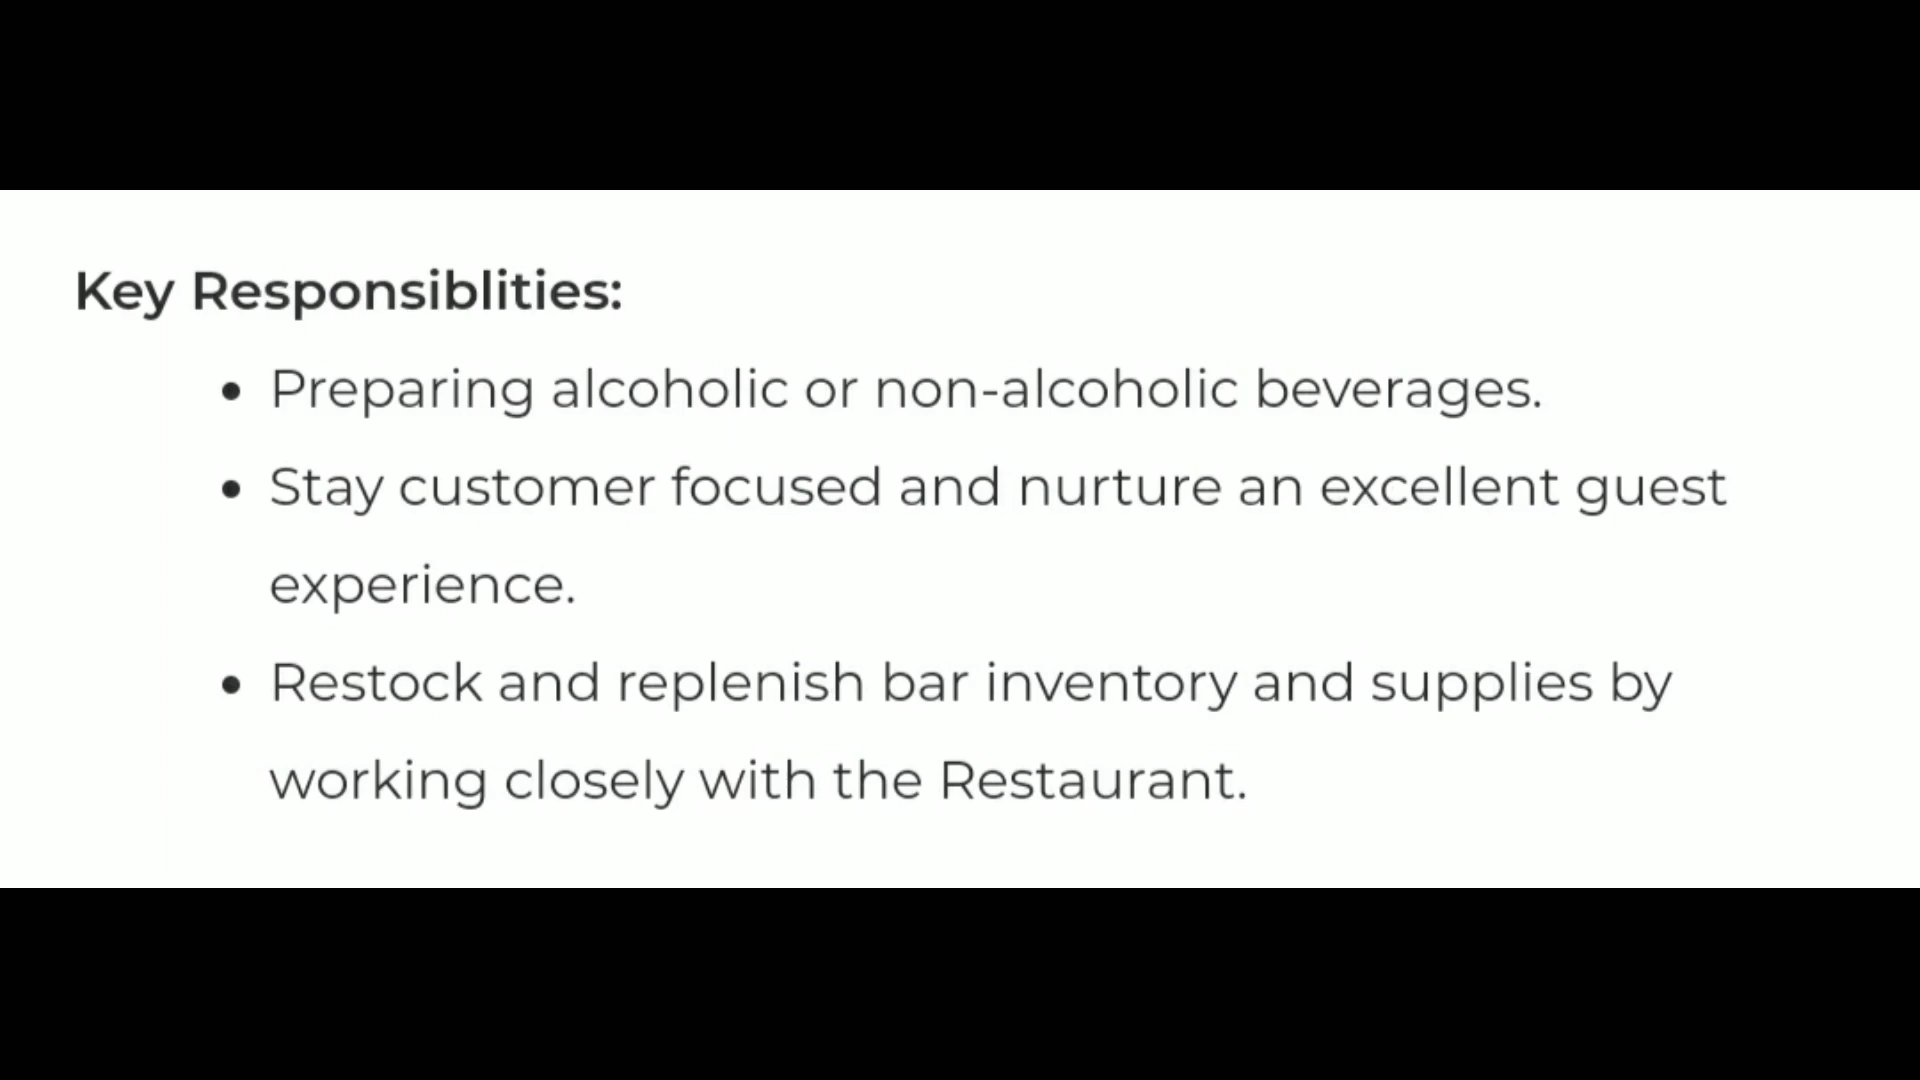 Key Responsiblities:
• Preparing alcoholic or non-alcoholic beverages.
• Stay customer focused and nurture an excellent guest
experience.
• Restock and replenish bar inventory and supplies by
working closely with the Restaurant.